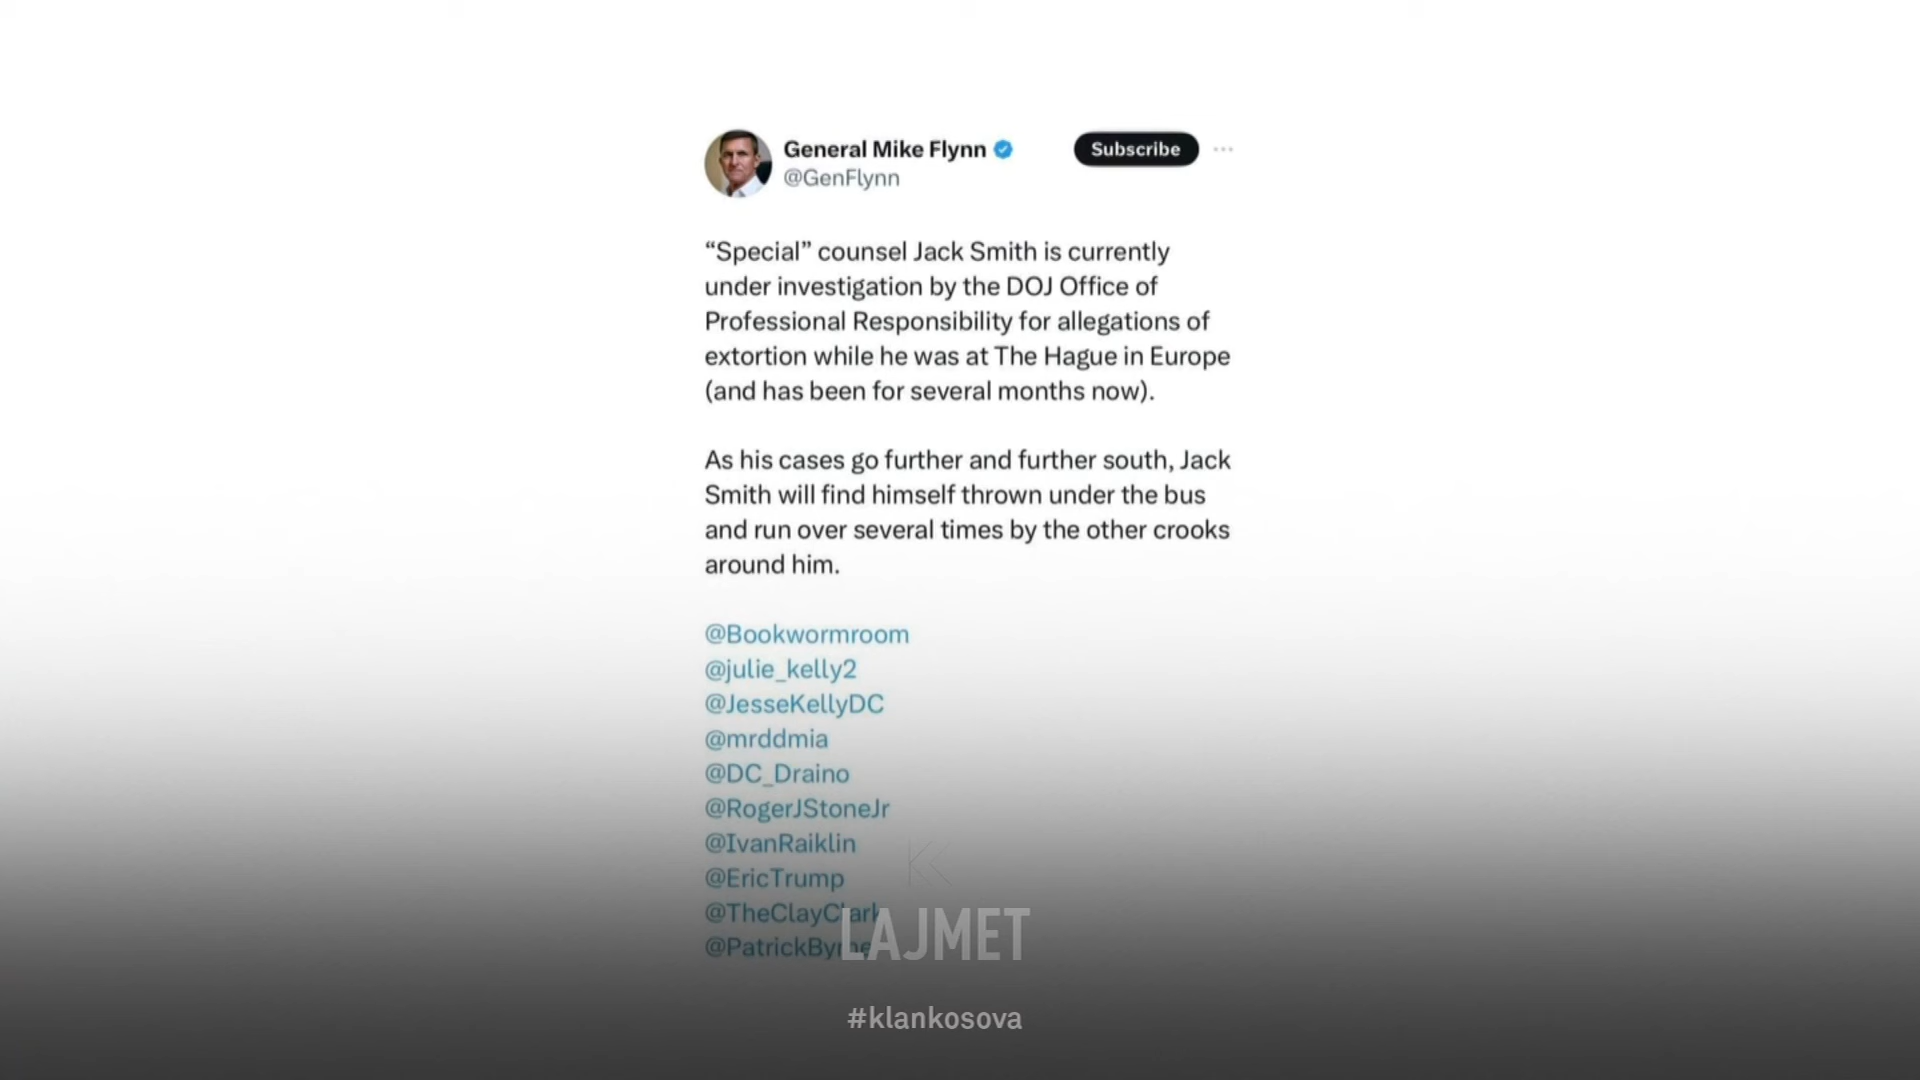 General Mike Flynn
Subscribe
@GenFlynn
“Special” counsel Jack Smith is currently
under investigation by the DOJ Office of
Professional Responsibility for allegations of
extortion while he was at The Hague in Europe
(and has been for several months now).
As his cases go further and further south, Jack
Smith will find himself thrown under the bus
and run over several times by the other crooks
around him.
@Bookwormroom
@julie_kelly2
@JesseKellyDC
@mrddmia
@DC_Draino
@RogerJStoneJr
@IvanRaiklin
@EricTrump
@TheClayClark
@PatrickByrne
LAJMET
#klankosova